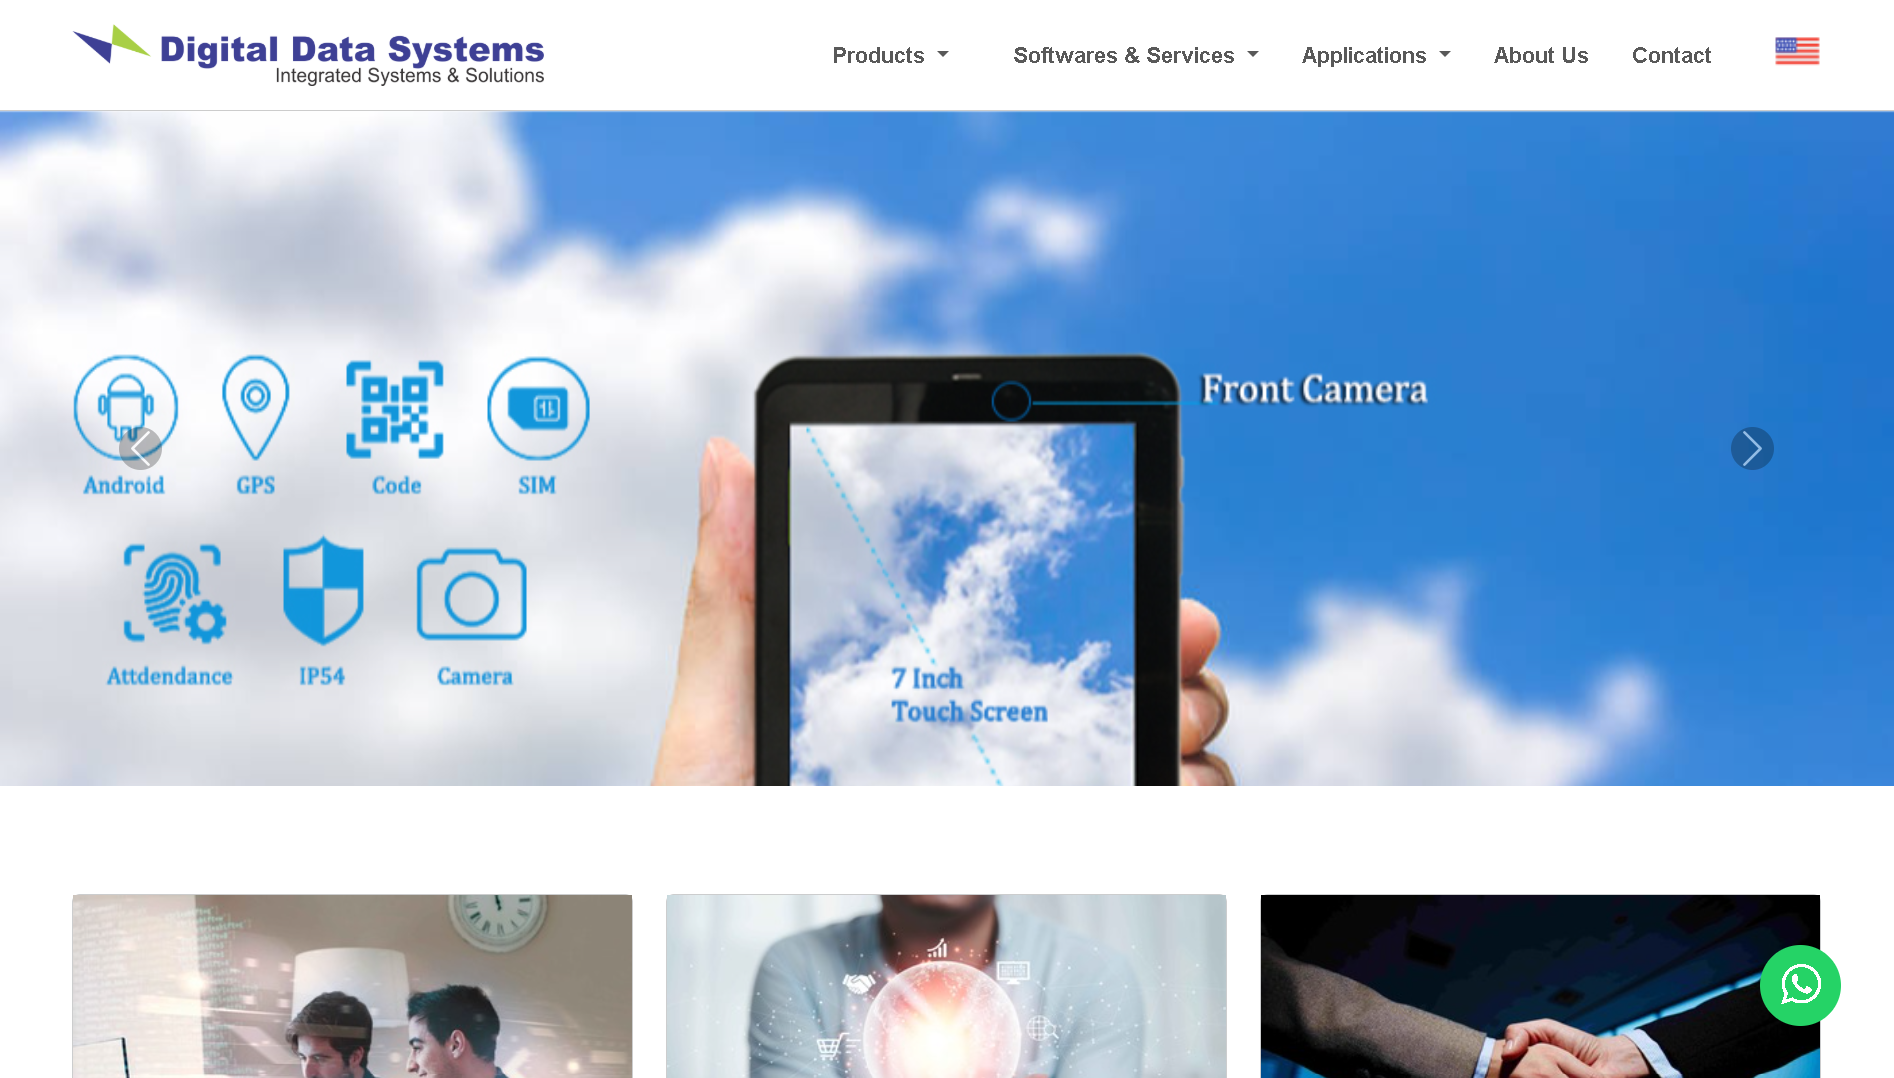 Digital Data Systems
Integrated Systems & Solutions
Products
Softwares & Services
Applications
About Us
Contact
Front Camera
Android
GPS
Code
SIM
Attdendance
IP54
Camera
7 Inch
Touch Screen